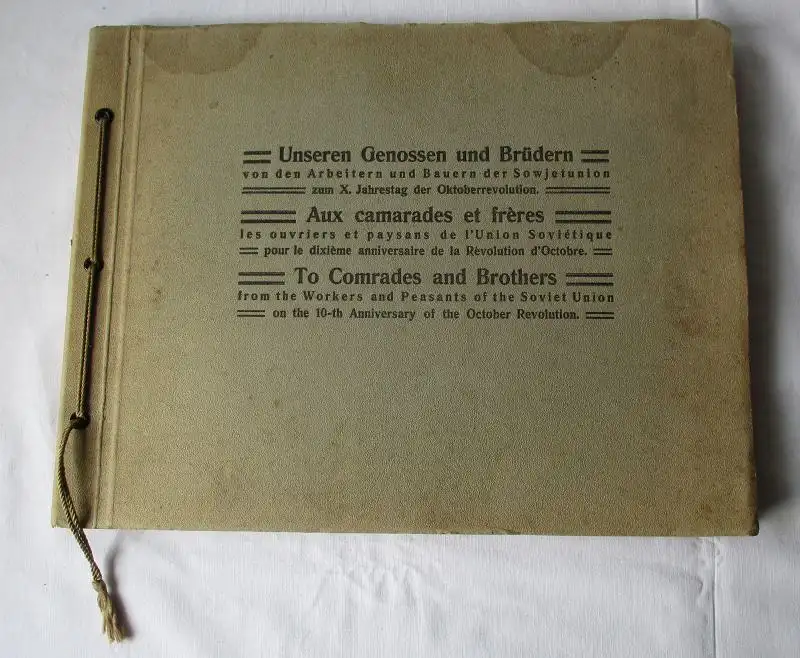 Unseren Genossen und Brüdern
von den Arbeitern und Bauern der Sowjetunion
zum X. Jahrestag der Oktoberrevolution.
Aux camarades et frères
les ouvriers et paysans de l'Union Soviétique
pour le dixième anniversaire de la Révolution d'Octobre.
To Comrades and Brothers
from the Workers and Peasants of the Soviet Union
on the 10-th Anniversary of the October Revolution.